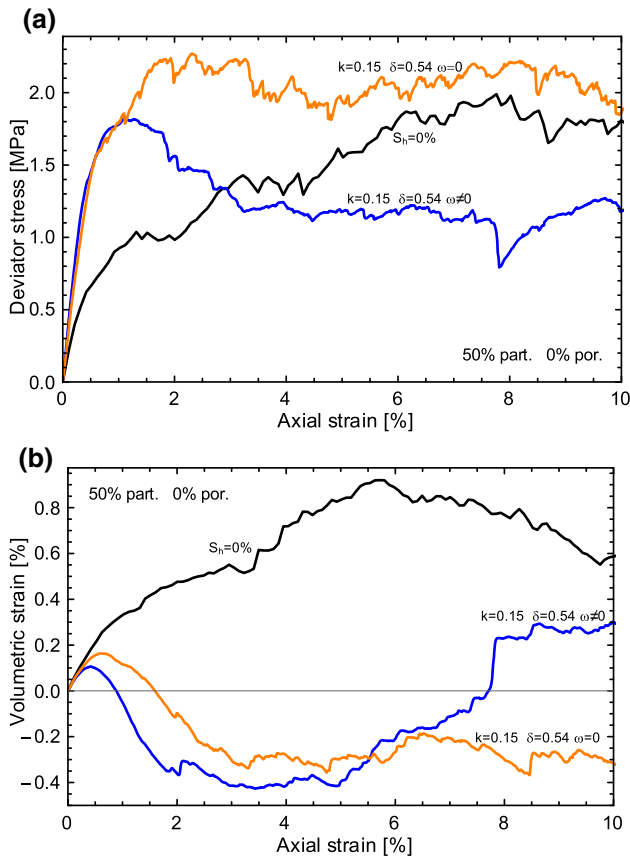 (a)
k=0.15 δ=0.54 ω=0
Sh=0%
k=0.15 δ=0.54 ω≠0
50% part. 0% por.
Deviator stress [MPa]
2.0
1.5
1.0
0.5
0.0
0 2 4 6 8 10
Axial strain [%]
(b)
50% part. 0% por.
Sh=0%
k=0.15 δ=0.54 ω≠0
k=0.15 δ=0.54 ω=0
Volumetric strain [%]
0.8
0.6
0.4
0.2
0.0
−0.2
−0.4
0 2 4 6 8 10
Axial strain [%]